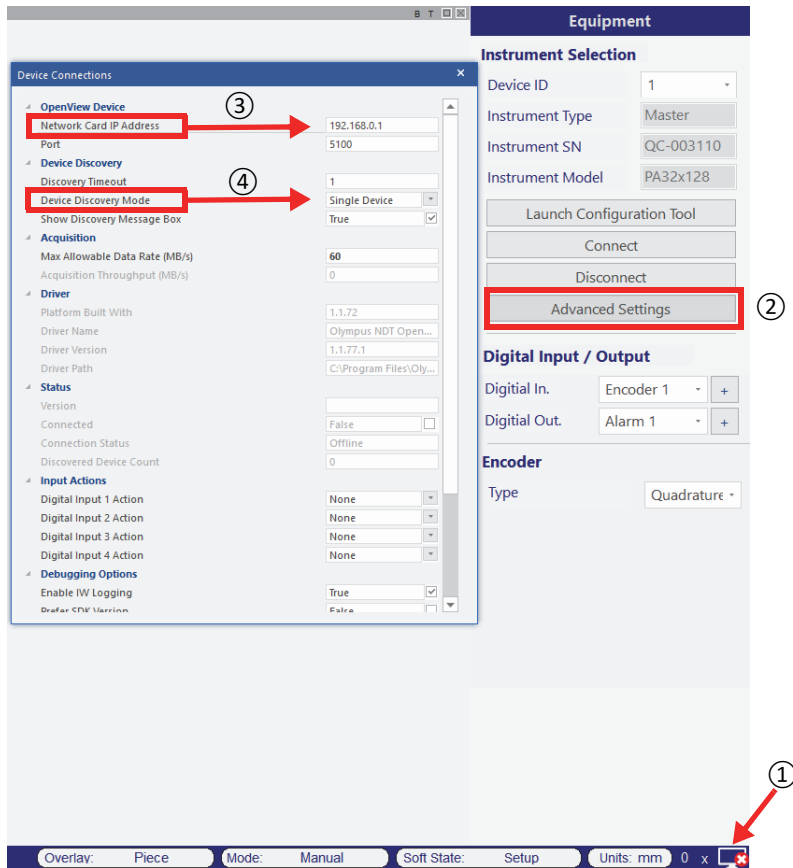 B T
Equipment
Instrument Selection
Device ID 1
Instrument Type Master
Instrument SN QC-003110
Instrument Model PA32x128
Launch Configuration Tool
Connect
Disconnect
Advanced Settings
②
Digital Input / Output
Digitial In. Encoder 1 +
Digitial Out. Alarm 1 +
Encoder
Type Quadrature
Device Connections ×
OpenView Device
③
Network Card IP Address 192.168.0.1
Port 5100
Device Discovery
Discovery Timeout 1
④
Device Discovery Mode Single Device
Show Discovery Message Box True
Acquisition
Max Allowable Data Rate (MB/s) 60
Acquisition Throughput (MB/s) 0
Driver
Platform Built With 1.1.72
Driver Name Olympus NDT Open...
Driver Version 1.1.77.1
Driver Path C:\Program Files\Oly...
Status
Version
Connected False
Connection Status Offline
Discovered Device Count 0
Input Actions
Digital Input 1 Action None
Digital Input 2 Action None
Digital Input 3 Action None
Digital Input 4 Action None
Debugging Options
Enable IW Logging True
Prefer SDK Version False
①
Overlay: Piece Mode: Manual Soft State: Setup Units: mm 0 x